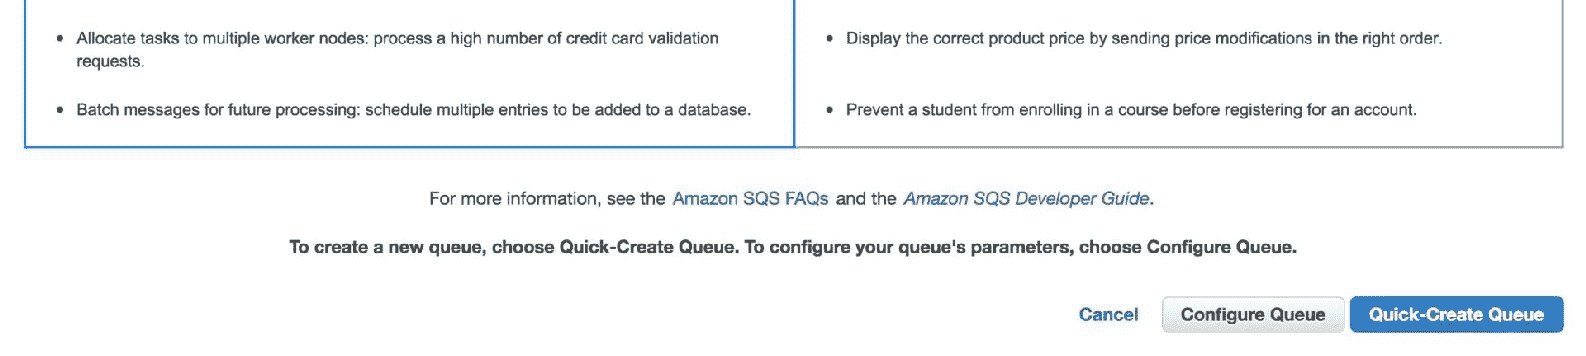 • Allocate tasks to multiple worker nodes: process a high number of credit card validation
requests.
• Batch messages for future processing: schedule multiple entries to be added to a database.
• Display the correct product price by sending price modifications in the right order.
• Prevent a student from enrolling in a course before registering for an account.
For more information, see the Amazon SQS FAQs and the Amazon SQS Developer Guide.
To create a new queue, choose Quick-Create Queue. To configure your queue's parameters, choose Configure Queue.
Cancel Configure Queue Quick-Create Queue